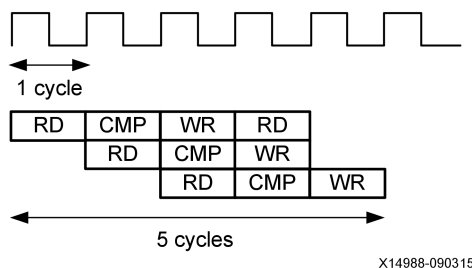 1 cycle
RD CMP WR RD
RD CMP WR
RD CMP WR
5 cycles
X14988-090315